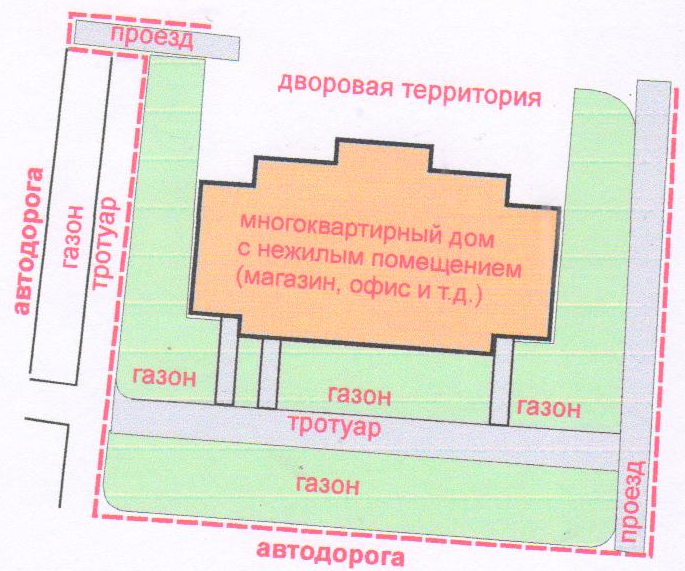 проезд
дворовая территория
автодорога
газон
тротуар
многоквартирный дом
с нежилым помещением
(магазин, офис и т.д.)
газон
газон
газон
тротуар
газон
проезд
автодорога